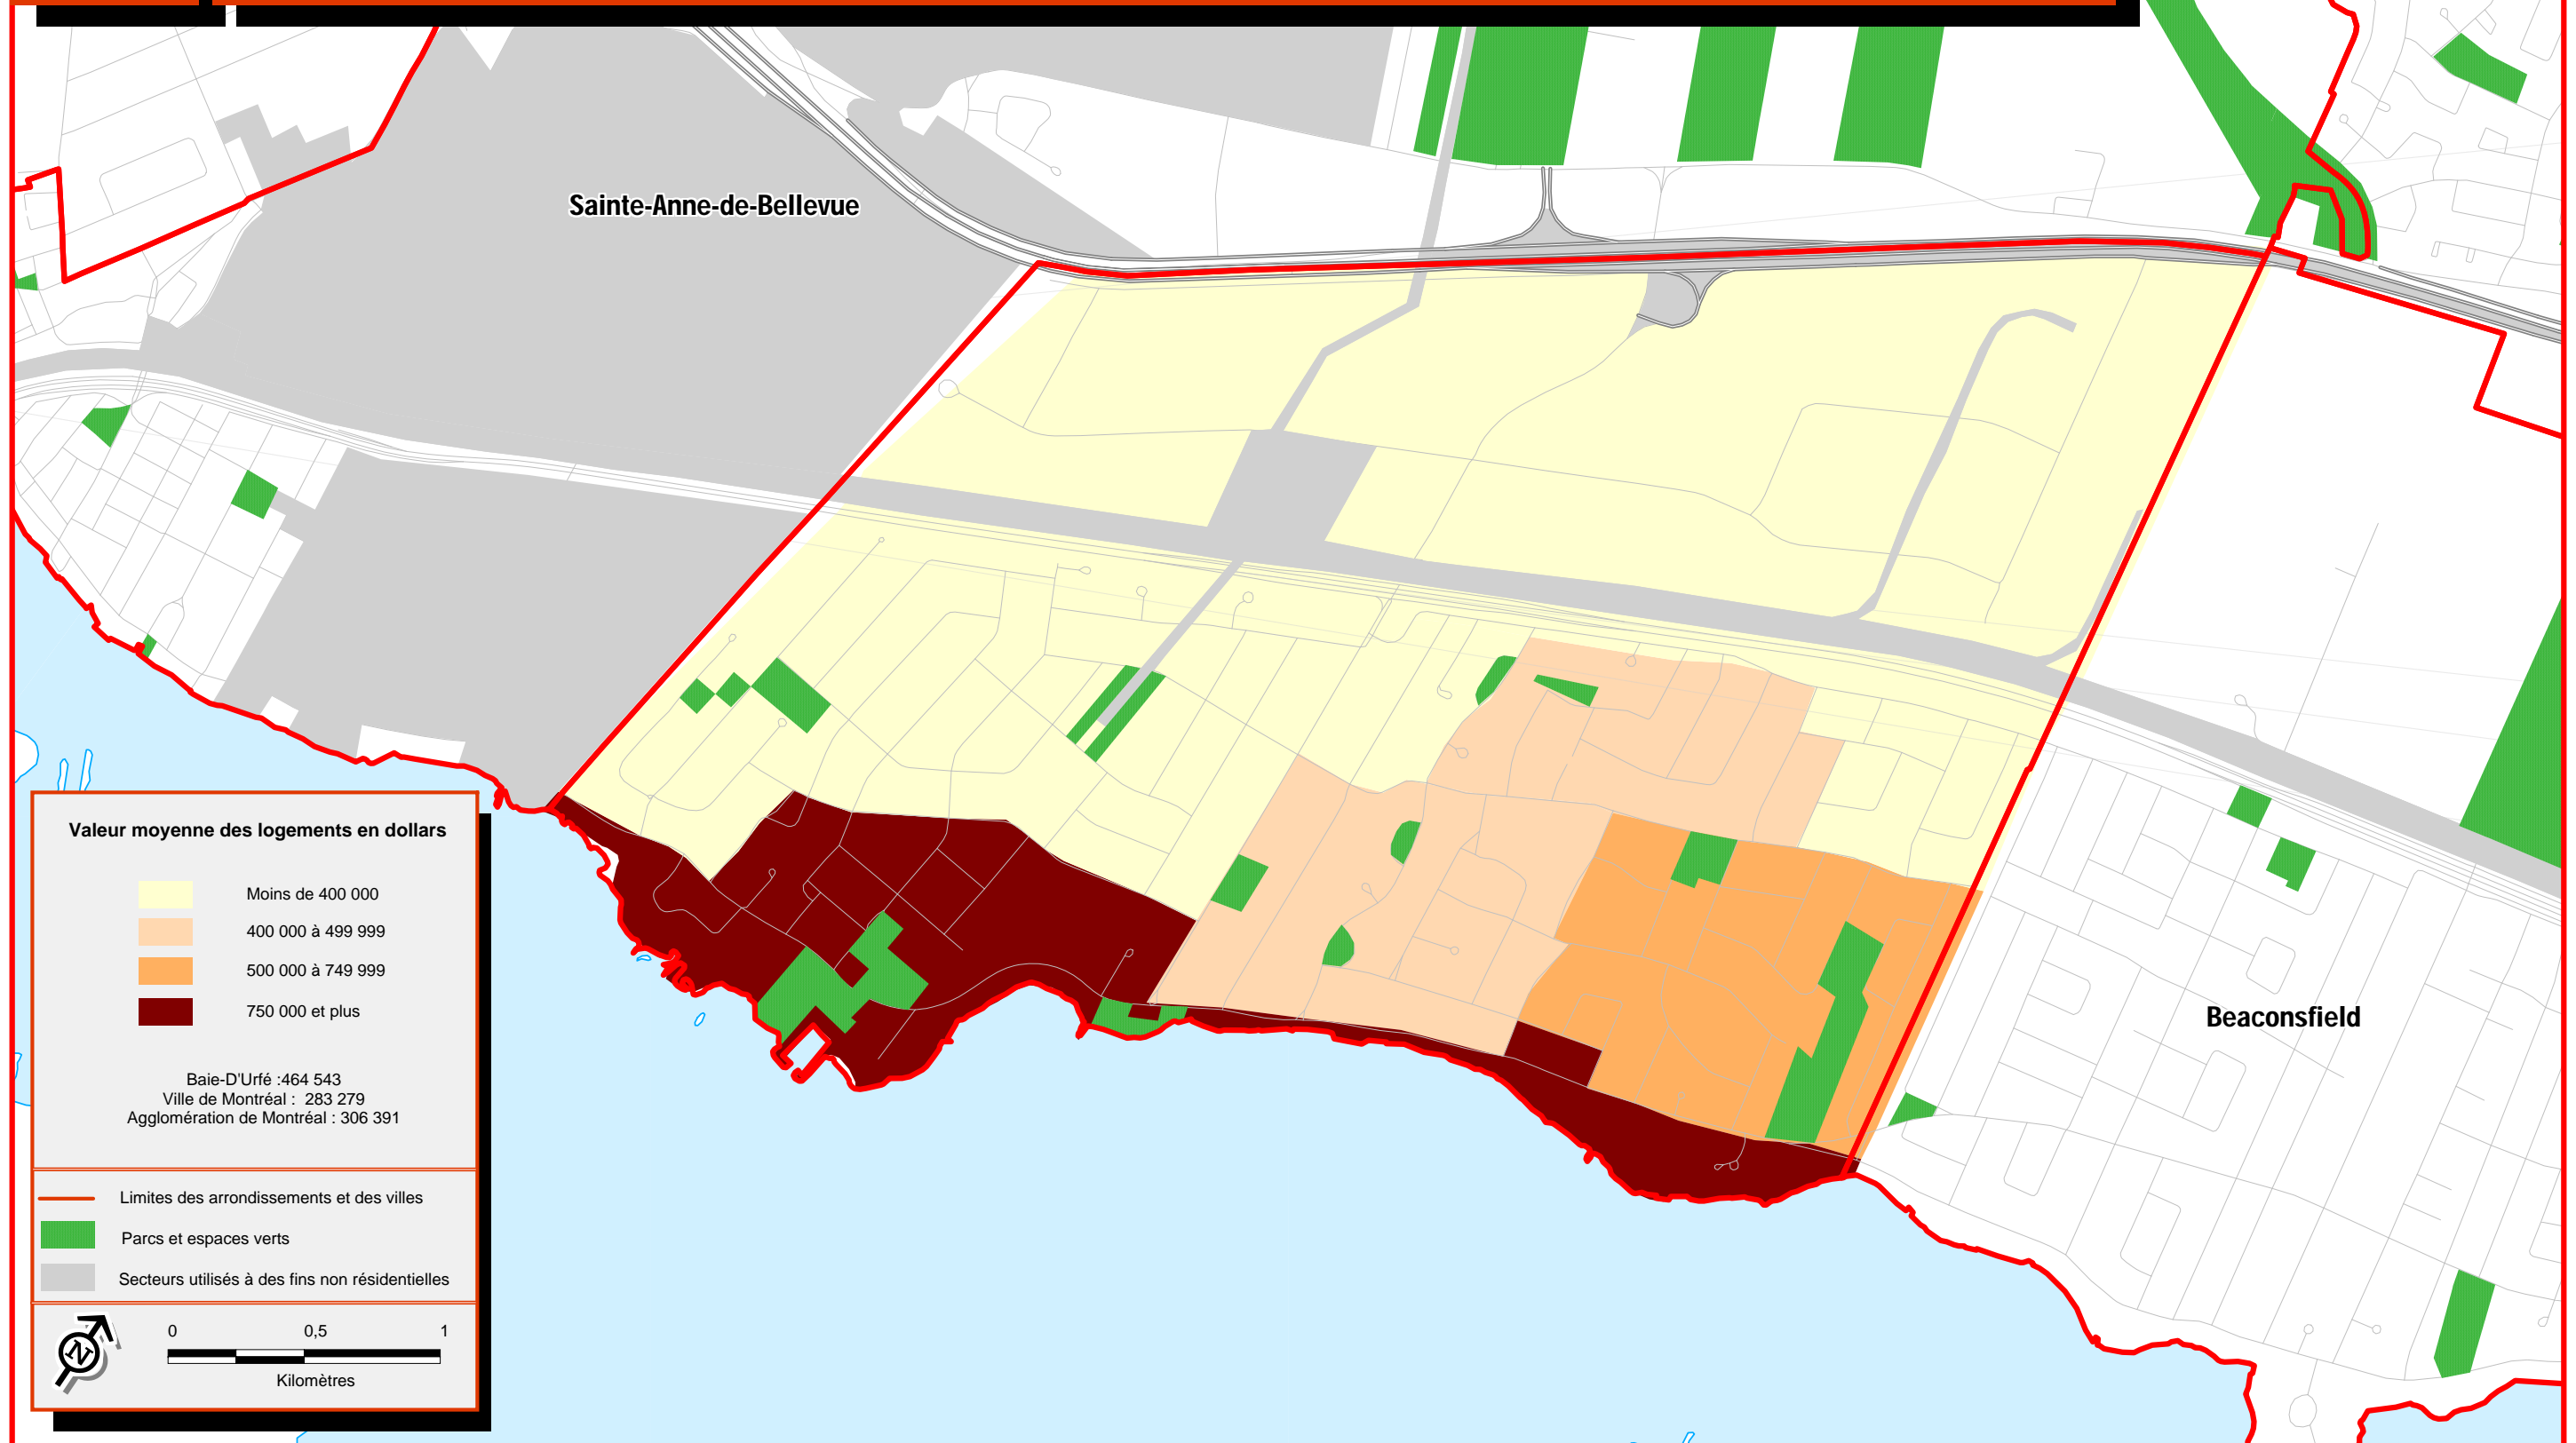 Sainte-Anne-de-Bellevue
Beaconsfield
Valeur moyenne des logements en dollars
Moins de 400 000
400 000 à 499 999
500 000 à 749 999
750 000 et plus
Baie-D'Urfé :464 543
Ville de Montréal : 283 279
Agglomération de Montréal : 306 391
Limites des arrondissements et des villes
Parcs et espaces verts
Secteurs utilisés à des fins non résidentielles
N
0 0,5 1
Kilomètres